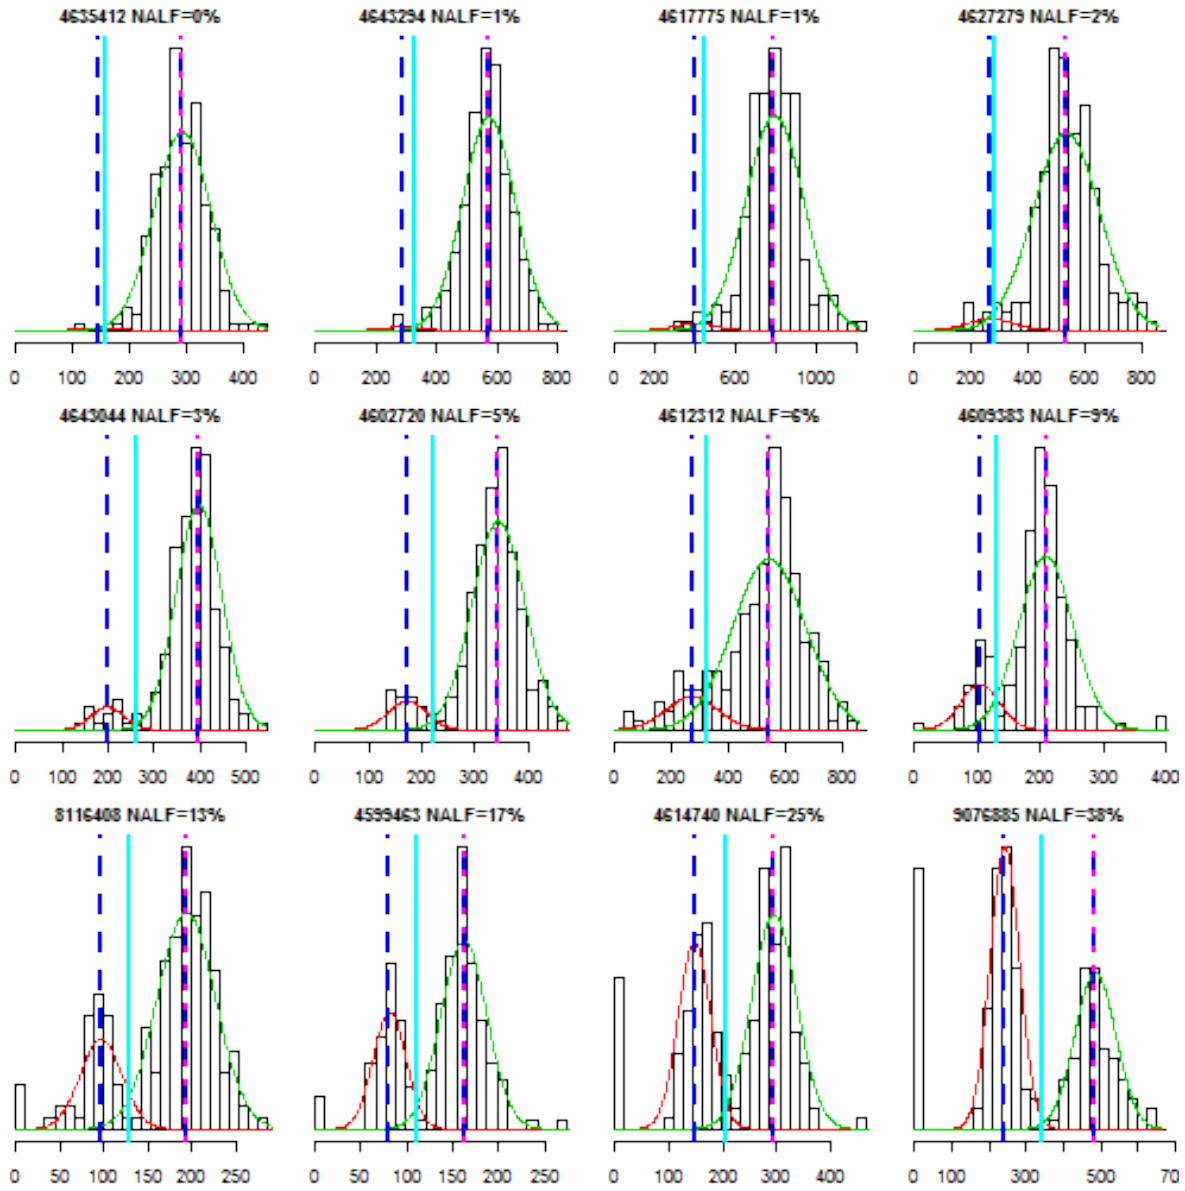 4635412 NALF=0% 4643294 NALF=1% 4617775 NALF=1% 4627279 NALF=2%
0 100 200 300 400 0 200 400 600 800 0 200 600 1000 0 200 400 600 800
4643044 NALF=3% 4602720 NALF=5% 4612312 NALF=6% 4609383 NALF=9%
0 100 200 300 400 500 0 100 200 300 400 0 200 400 600 800 0 100 200 300 400
8116408 NALF=13% 4599463 NALF=17% 4614740 NALF=25% 9076885 NALF=38%
0 50 100 150 200 250 0 50 100 150 200 250 0 100 200 300 400 0 100 300 500 70